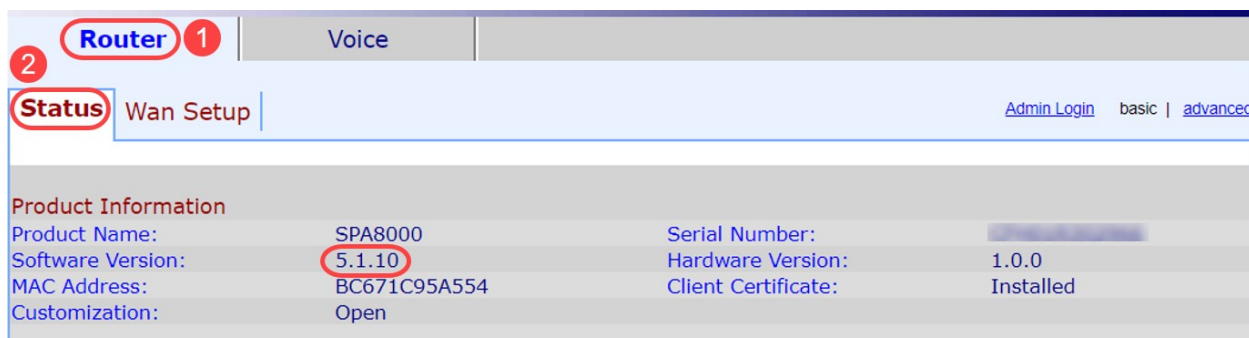 Router 1 Voice
2
Status Wan Setup Admin Login basic | advanced
Product Information
Product Name: SPA8000 Serial Number:
Software Version: 5.1.10 Hardware Version: 1.0.0
MAC Address: BC671C95A554 Client Certificate: Installed
Customization: Open